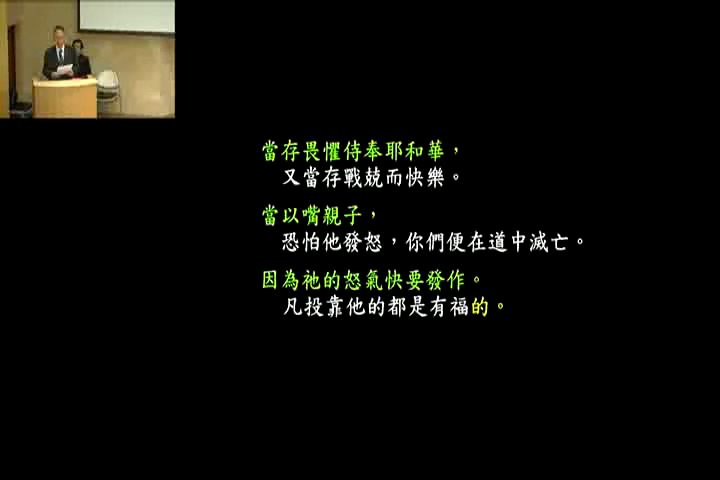 當存畏懼侍奉耶和華，
又當存戰兢而快樂。
當以嘴親子，
恐怕他發怒，你們便在道中滅亡。
因為祂的怒氣快要發作。
凡投靠他的都是有福的。